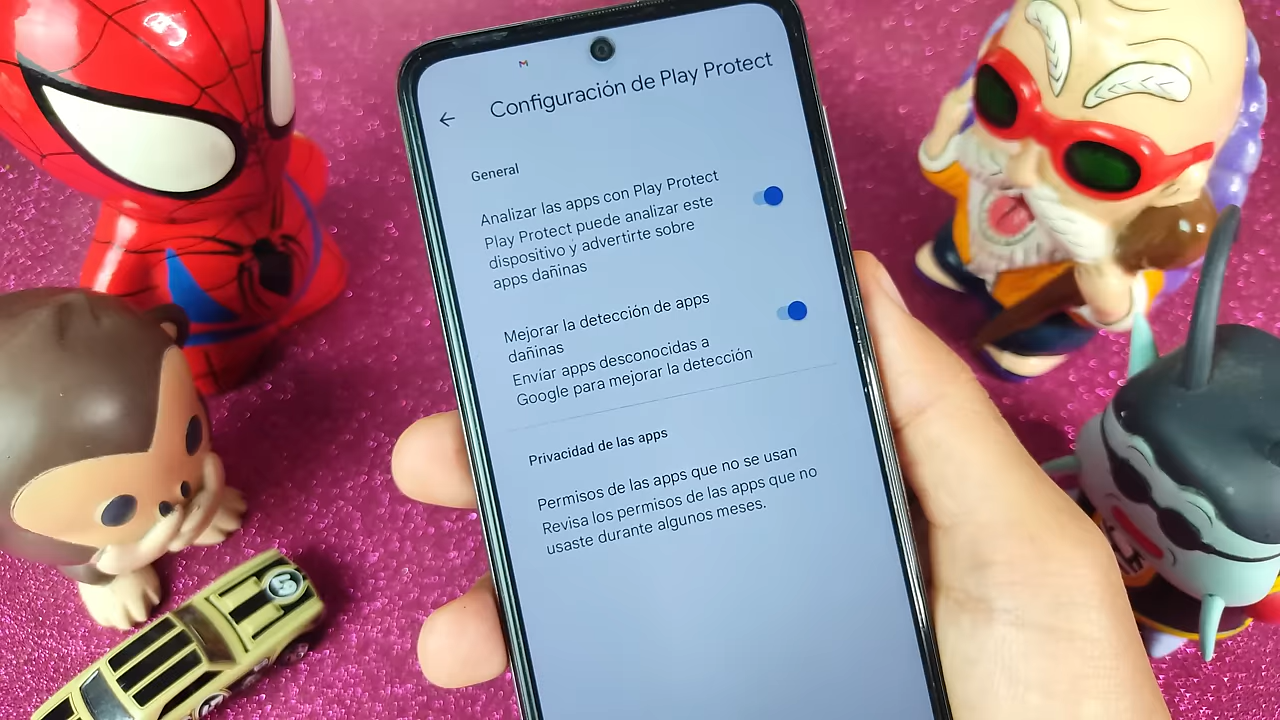 Configuración de Play Protect
General
Analizar las apps con Play Protect
Play Protect puede analizar este
dispositivo y advertirte sobre
apps dañinas
Mejorar la detección de apps
dañinas
Enviar apps desconocidas a
Google para mejorar la detección
Privacidad de las apps
Permisos de las apps que no se usan
Revisa los permisos de las apps que no
usaste durante algunos meses.